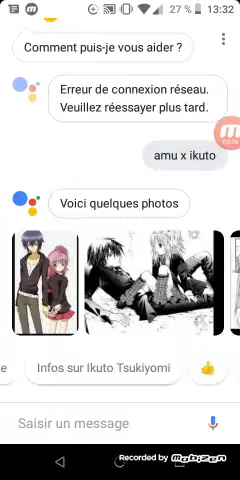 27 % 13:32
Comment puis-je vous aider ?
Erreur de connexion réseau.
Veuillez réessayer plus tard.
amu x ikuto
Voici quelques photos
e
Infos sur Ikuto Tsukiyomi
Saisir un message
Recorded by mobizen